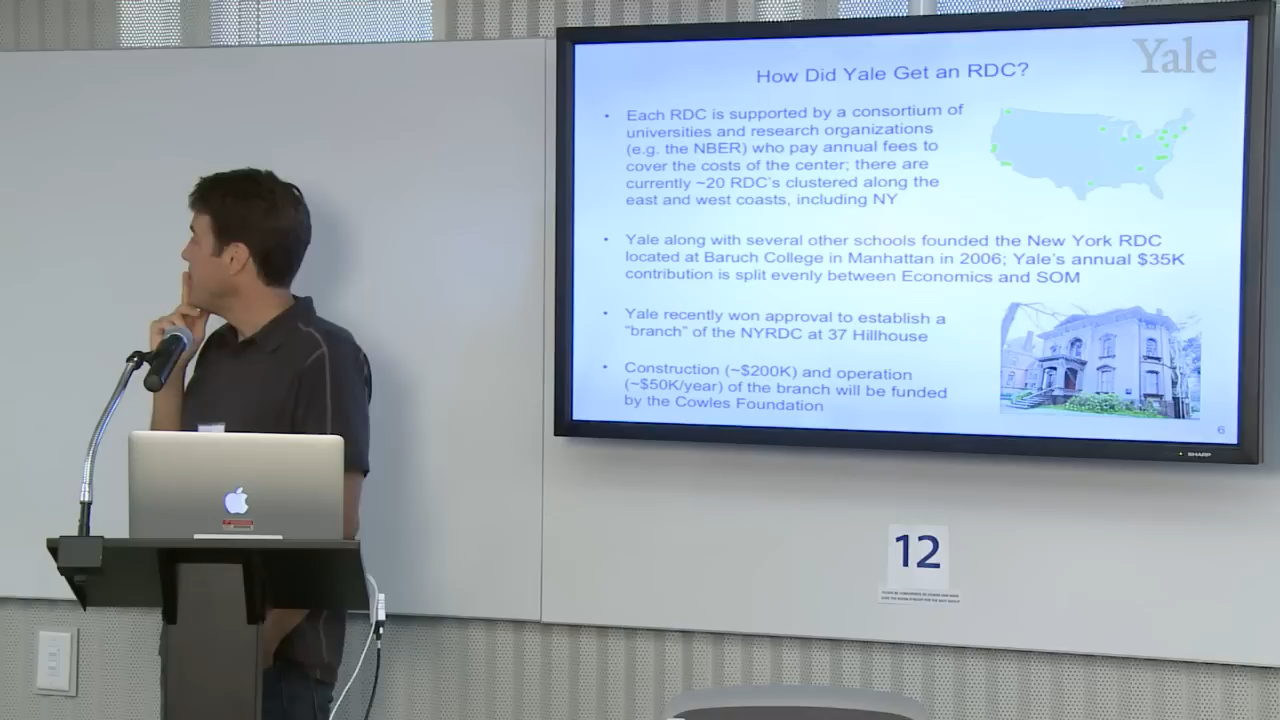 Yale
How Did Yale Get an RDC?
• Each RDC is supported by a consortium of
universities and research organizations
(e.g. the NBER) who pay annual fees to
cover the costs of the center; there are
currently ~20 RDC's clustered along the
east and west coasts, including NY
• Yale along with several other schools founded the New York RDC
located at Baruch College in Manhattan in 2006; Yale's annual $35K
contribution is split evenly between Economics and SOM
• Yale recently won approval to establish a
"branch" of the NYRDC at 37 Hillhouse
• Construction (~$200K) and operation
(~$50K/year) of the branch will be funded
by the Cowles Foundation
6
SHARP
12